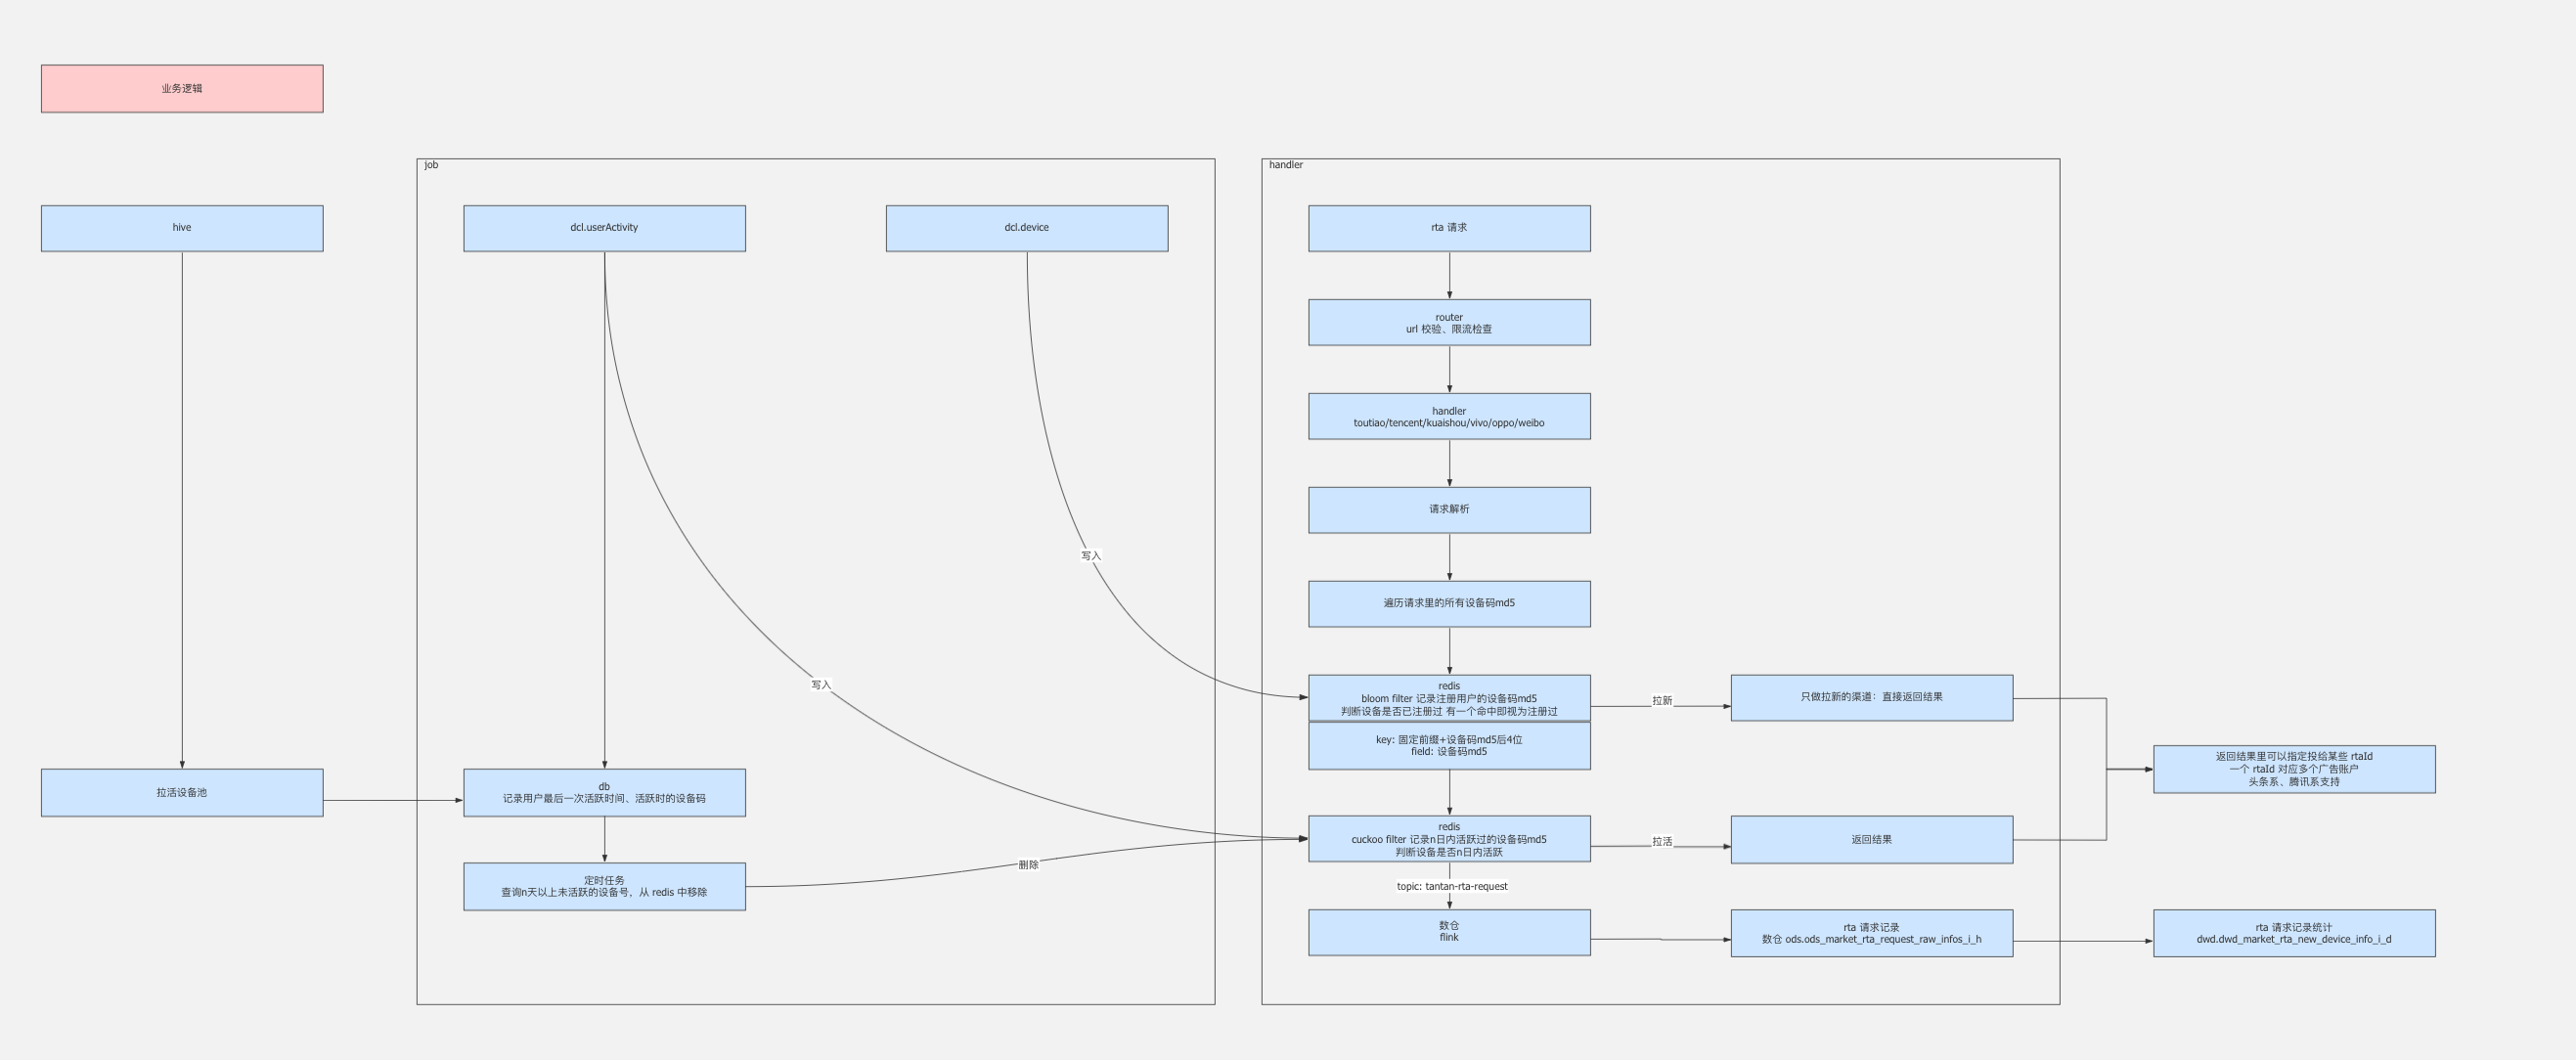 业务逻辑
job
handler
hive
dcl.userActivity
dcl.device
rta 请求
router
url 校验、限流检查
handler
toutiao/tencent/kuaishou/vivo/oppo/weibo
请求解析
写入
遍历请求里的所有设备码md5
写入
redis
bloom filter 记录注册用户的设备码md5
判断设备是否已注册过 有一个命中即视为注册过
拉新
只做拉新的渠道：直接返回结果
key: 固定前缀+设备码md5后4位
field: 设备码md5
返回结果里可以指定投给某些 rtaId
一个 rtaId 对应多个广告账户
头条系、腾讯系支持
拉活设备池
db
记录用户最后一次活跃时间、活跃时的设备码
redis
cuckoo filter 记录n日内活跃过的设备码md5
判断设备是否n日内活跃
拉活
返回结果
定时任务
查询n天以上未活跃的设备号，从 redis 中移除
删除
topic: tantan-rta-request
数仓
flink
rta 请求记录
数仓 ods.ods_market_rta_request_raw_infos_i_h
rta 请求记录统计
dwd.dwd_market_rta_new_device_info_i_d